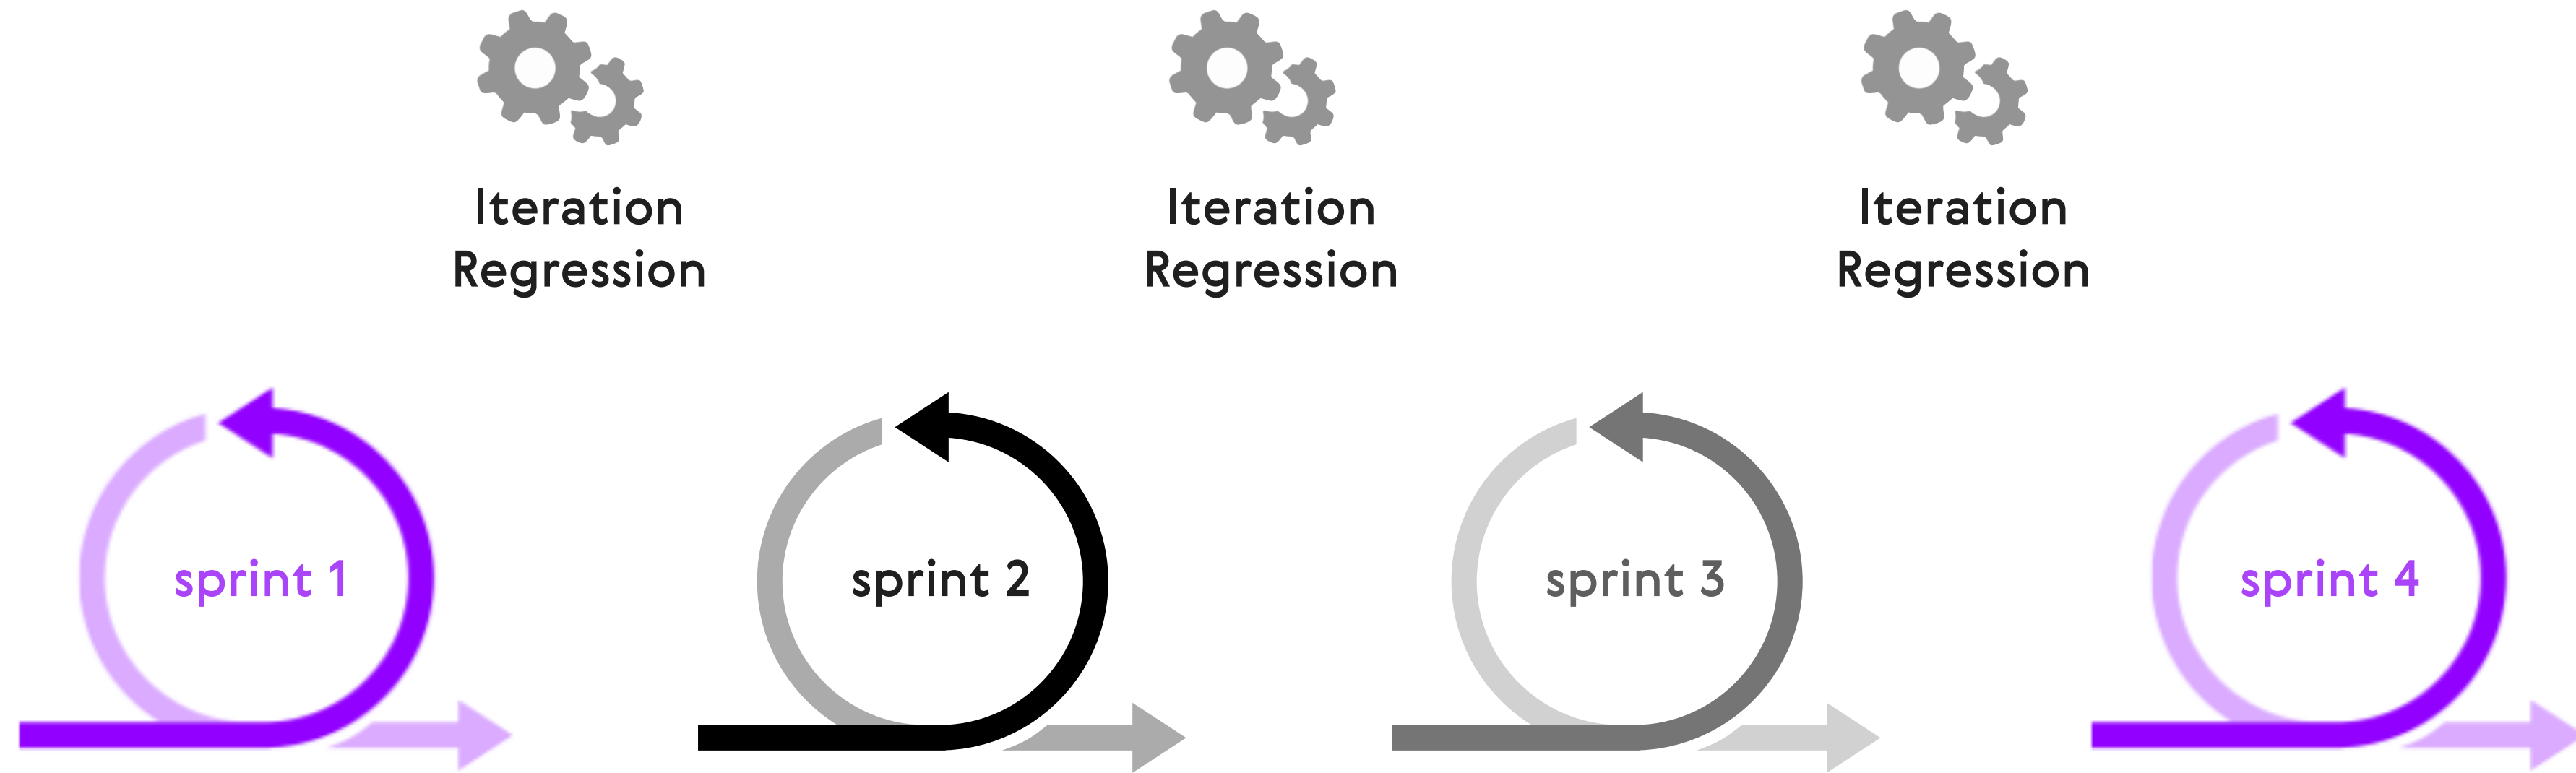 Iteration
Regression
Iteration
Regression
Iteration
Regression
sprint 1
sprint 2
sprint 3
sprint 4